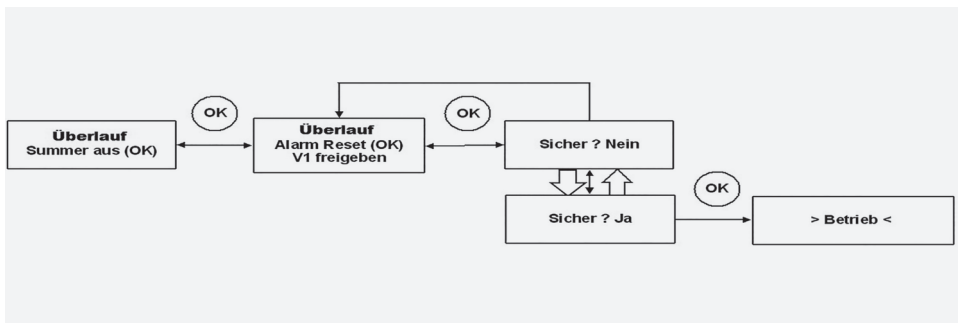 OK
Überlauf
Summer aus (OK)
OK
Überlauf
Alarm Reset (OK)
V1 freigeben
OK
Sicher ? Nein
Sicher ? Ja
> Betrieb <